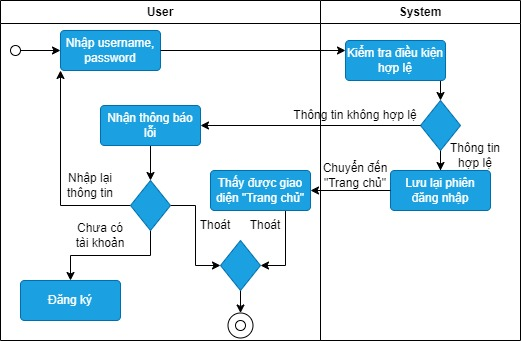 User
System
Nhập username,
password
Kiểm tra điều kiện
hợp lệ
Thông tin không hợp lệ
Nhận thông báo
lỗi
Thông tin
hợp lệ
Nhập lại
thông tin
Thấy được giao
diện "Trang chủ"
Chuyển đến
"Trang chủ"
Lưu lại phiên
đăng nhập
Chưa có
tài khoản
Thoát
Thoát
Đăng ký